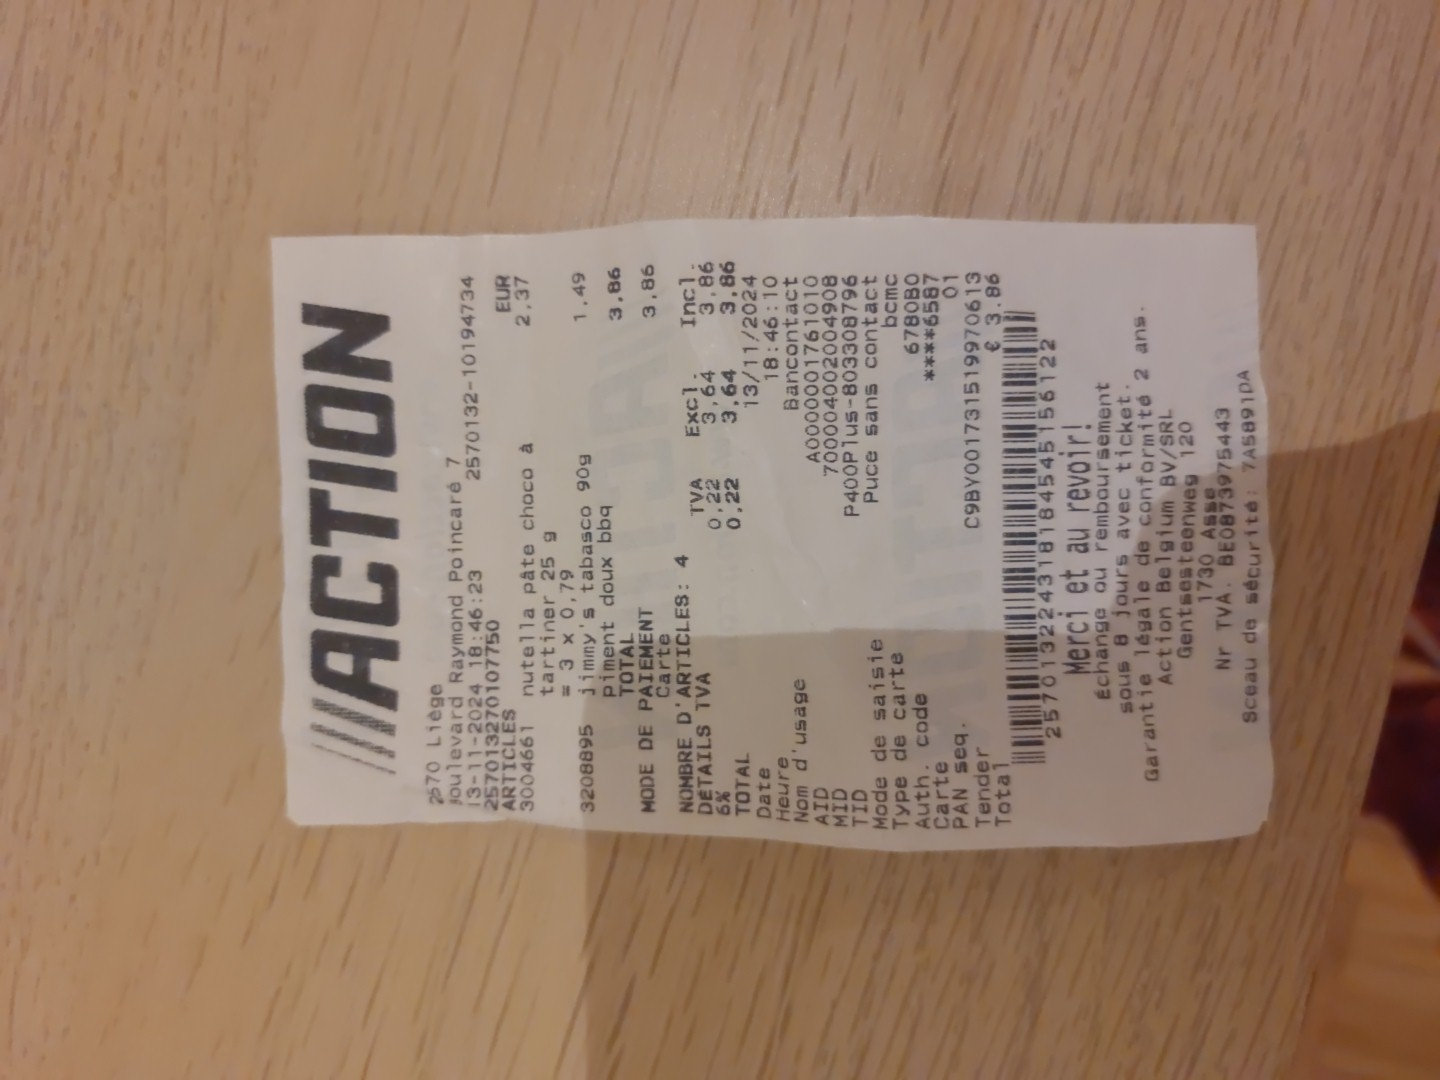 ///ACTION
2570 Liège
Boulevard Raymond Poincaré 7
13-11-2024 18:46:23 2570132-10194734
2570132701077​50
ARTICLES EUR
3004661 nutella pâte choco à 2,37
tartiner 25 g
= 3 x 0,79
3208895 jimmy's tabasco 90g 1,49
piment doux bbq
TOTAL 3,86
MODE DE PAIEMENT
Carte 3,86
NOMBRE D'ARTICLES: 4
DÉTAILS TVA TVA Excl. Incl.
6% 0,22 3,64 3,86
TOTAL 0,22 3,64 3,86
Date 13/11/2024
Heure 18:46:10
Nom d'usage Bancontact
AID A0000001761010
MID 700004002004908
TID P400Plus-803308796
Mode de saisie Puce sans contact
Type de carte bcmc
Auth. code 678080
Carte ****6587
PAN seq. 01
Tender C9BY001731519970613
Total € 3.86
2570132243181845451​56122
Merci et au revoir!
Échange ou remboursement
sous 8 jours avec ticket.
Garantie légale de conformité 2 ans.
Action Belgium BV/SRL
Gentsesteenweg 120
1730 Asse
Nr TVA. BE0873975443
Sceau de sécurité: 7A5891DA